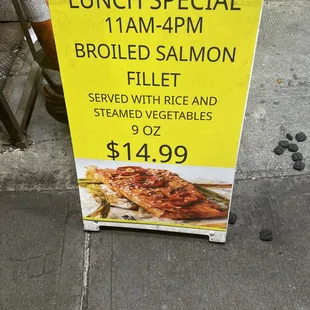 LUNCH SPECIAL
11AM-4PM
BROILED SALMON
FILLET
SERVED WITH RICE AND
STEAMED VEGETABLES
9 OZ
$14.99